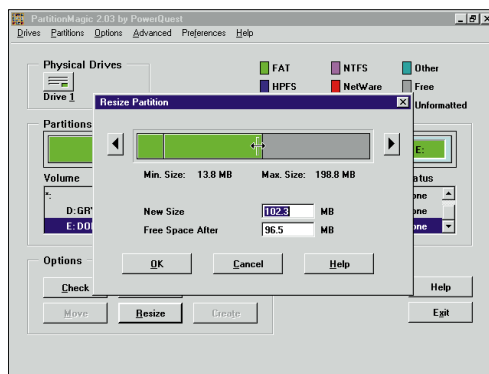 PartitionMagic 2.03 by PowerQuest
Drives Partitions Options Advanced Preferences Help
Physical Drives
Drive 1
FAT NTFS Other
HPFS NetWare Free
Unformatted
Resize Partition
Partitions
E:
Min. Size: 13.8 MB Max. Size: 198.8 MB
Volume
*:
D:GR
E:DO
New Size 102.3 MB
Free Space After 96.5 MB
OK Cancel Help
Options
Check Help
Move Resize Create Exit